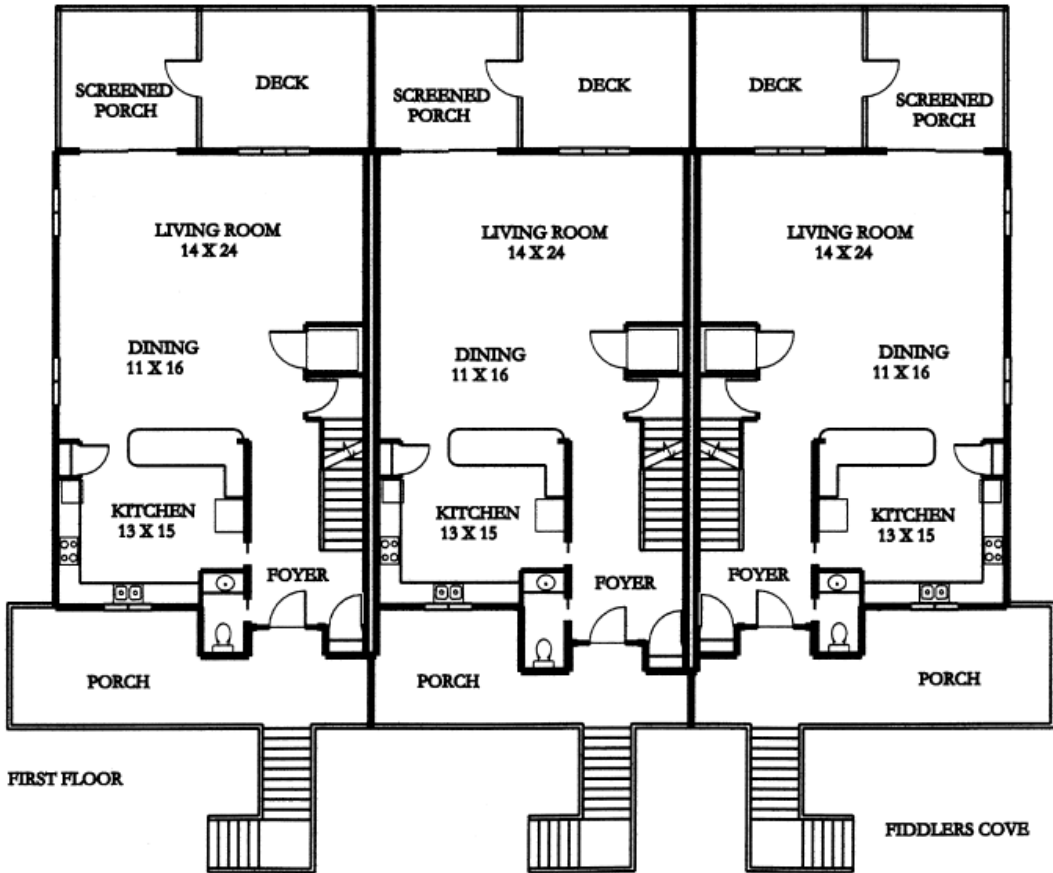 SCREENED
PORCH
DECK
SCREENED
PORCH
DECK
DECK
SCREENED
PORCH
LIVING ROOM
14 X 24
LIVING ROOM
14 X 24
LIVING ROOM
14 X 24
DINING
11 X 16
DINING
11 X 16
DINING
11 X 16
KITCHEN
13 X 15
KITCHEN
13 X 15
KITCHEN
13 X 15
FOYER
FOYER
FOYER
PORCH
PORCH
PORCH
FIRST FLOOR
FIDDLERS COVE